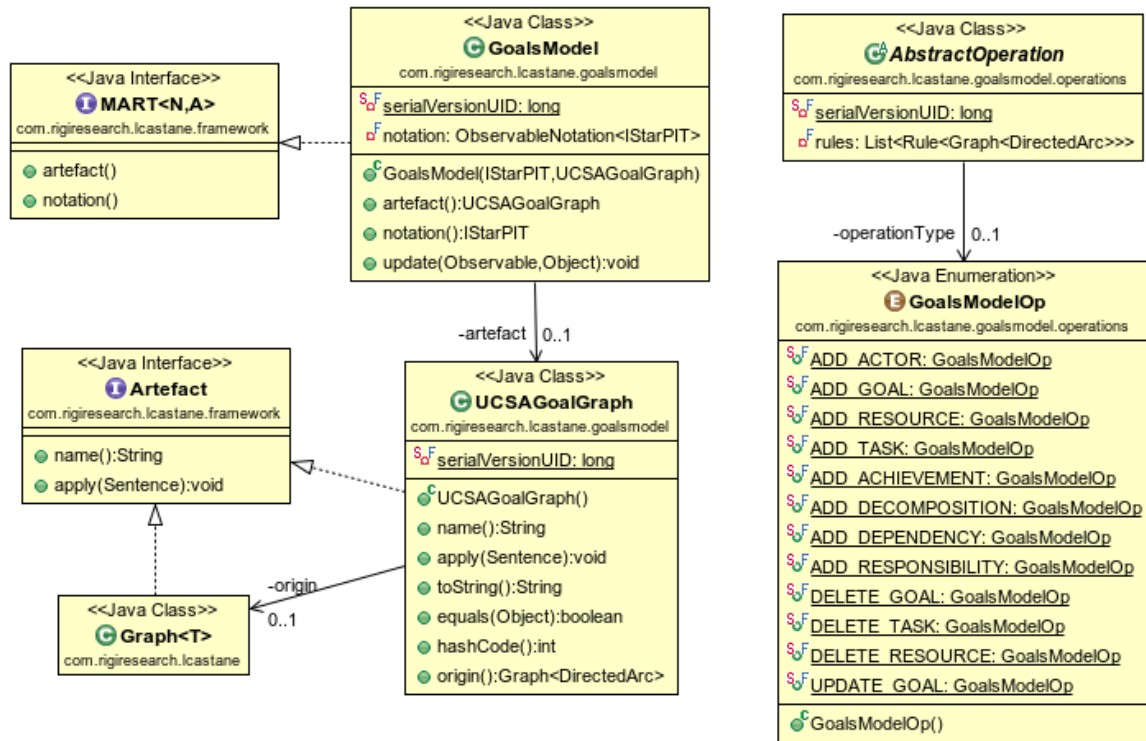 <<Java Interface>>
MART<N,A>
com.rigiresearch.lcastane.framework
artefact()
notation()
<<Java Class>>
GoalsModel
com.rigiresearch.lcastane.goalsmodel
serialVersionUID: long
notation: ObservableNotation<IStarPIT>
GoalsModel(IStarPIT,UCSAGoalGraph)
artefact():UCSAGoalGraph
notation():IStarPIT
update(Observable,Object):void
-artefact
0..1
<<Java Interface>>
Artefact
com.rigiresearch.lcastane.framework
name():String
apply(Sentence):void
<<Java Class>>
UCSAGoalGraph
com.rigiresearch.lcastane.goalsmodel
serialVersionUID: long
UCSAGoalGraph()
name():String
apply(Sentence):void
toString():String
equals(Object):boolean
hashCode():int
origin():Graph<DirectedArc>
-origin
0..1
<<Java Class>>
Graph<T>
com.rigiresearch.lcastane
<<Java Class>>
AbstractOperation
com.rigiresearch.lcastane.goalsmodel.operations
serialVersionUID: long
rules: List<Rule<Graph<DirectedArc>>>
-operationType
0..1
<<Java Enumeration>>
GoalsModelOp
com.rigiresearch.lcastane.goalsmodel.operations
ADD_ACTOR: GoalsModelOp
ADD_GOAL: GoalsModelOp
ADD_RESOURCE: GoalsModelOp
ADD_TASK: GoalsModelOp
ADD_ACHIEVEMENT: GoalsModelOp
ADD_DECOMPOSITION: GoalsModelOp
ADD_DEPENDENCY: GoalsModelOp
ADD_RESPONSIBILITY: GoalsModelOp
DELETE_GOAL: GoalsModelOp
DELETE_TASK: GoalsModelOp
DELETE_RESOURCE: GoalsModelOp
UPDATE_GOAL: GoalsModelOp
GoalsModelOp()